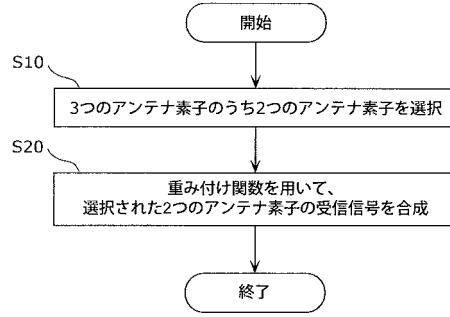 開始
S10
3つのアンテナ素子のうち2つのアンテナ素子を選択
S20
重み付け関数を用いて、
選択された2つのアンテナ素子の受信信号を合成
終了